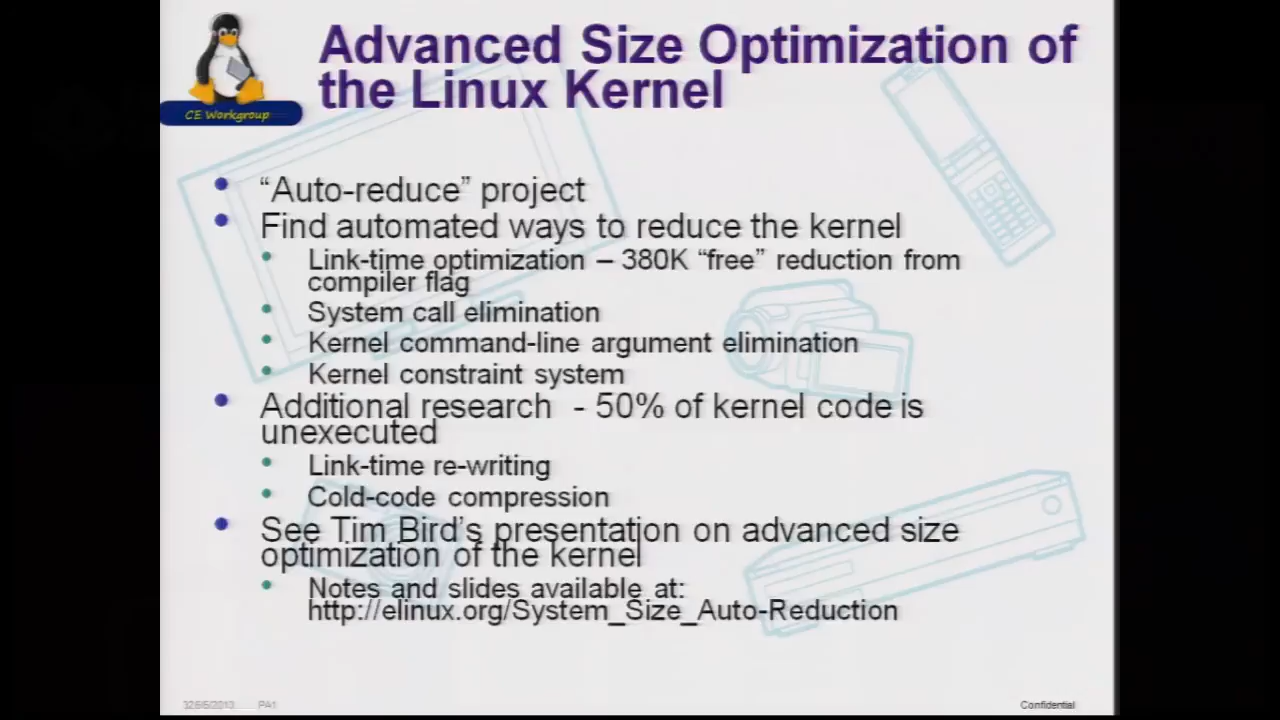 Advanced Size Optimization of
the Linux Kernel
CE Workgroup
“Auto-reduce” project
Find automated ways to reduce the kernel
Link-time optimization – 380K “free” reduction from
compiler flag
System call elimination
Kernel command-line argument elimination
Kernel constraint system
Additional research - 50% of kernel code is
unexecuted
Link-time re-writing
Cold-code compression
See Tim Bird’s presentation on advanced size
optimization of the kernel
Notes and slides available at:
http://elinux.org/System_Size_Auto-Reduction
PA1
Confidential